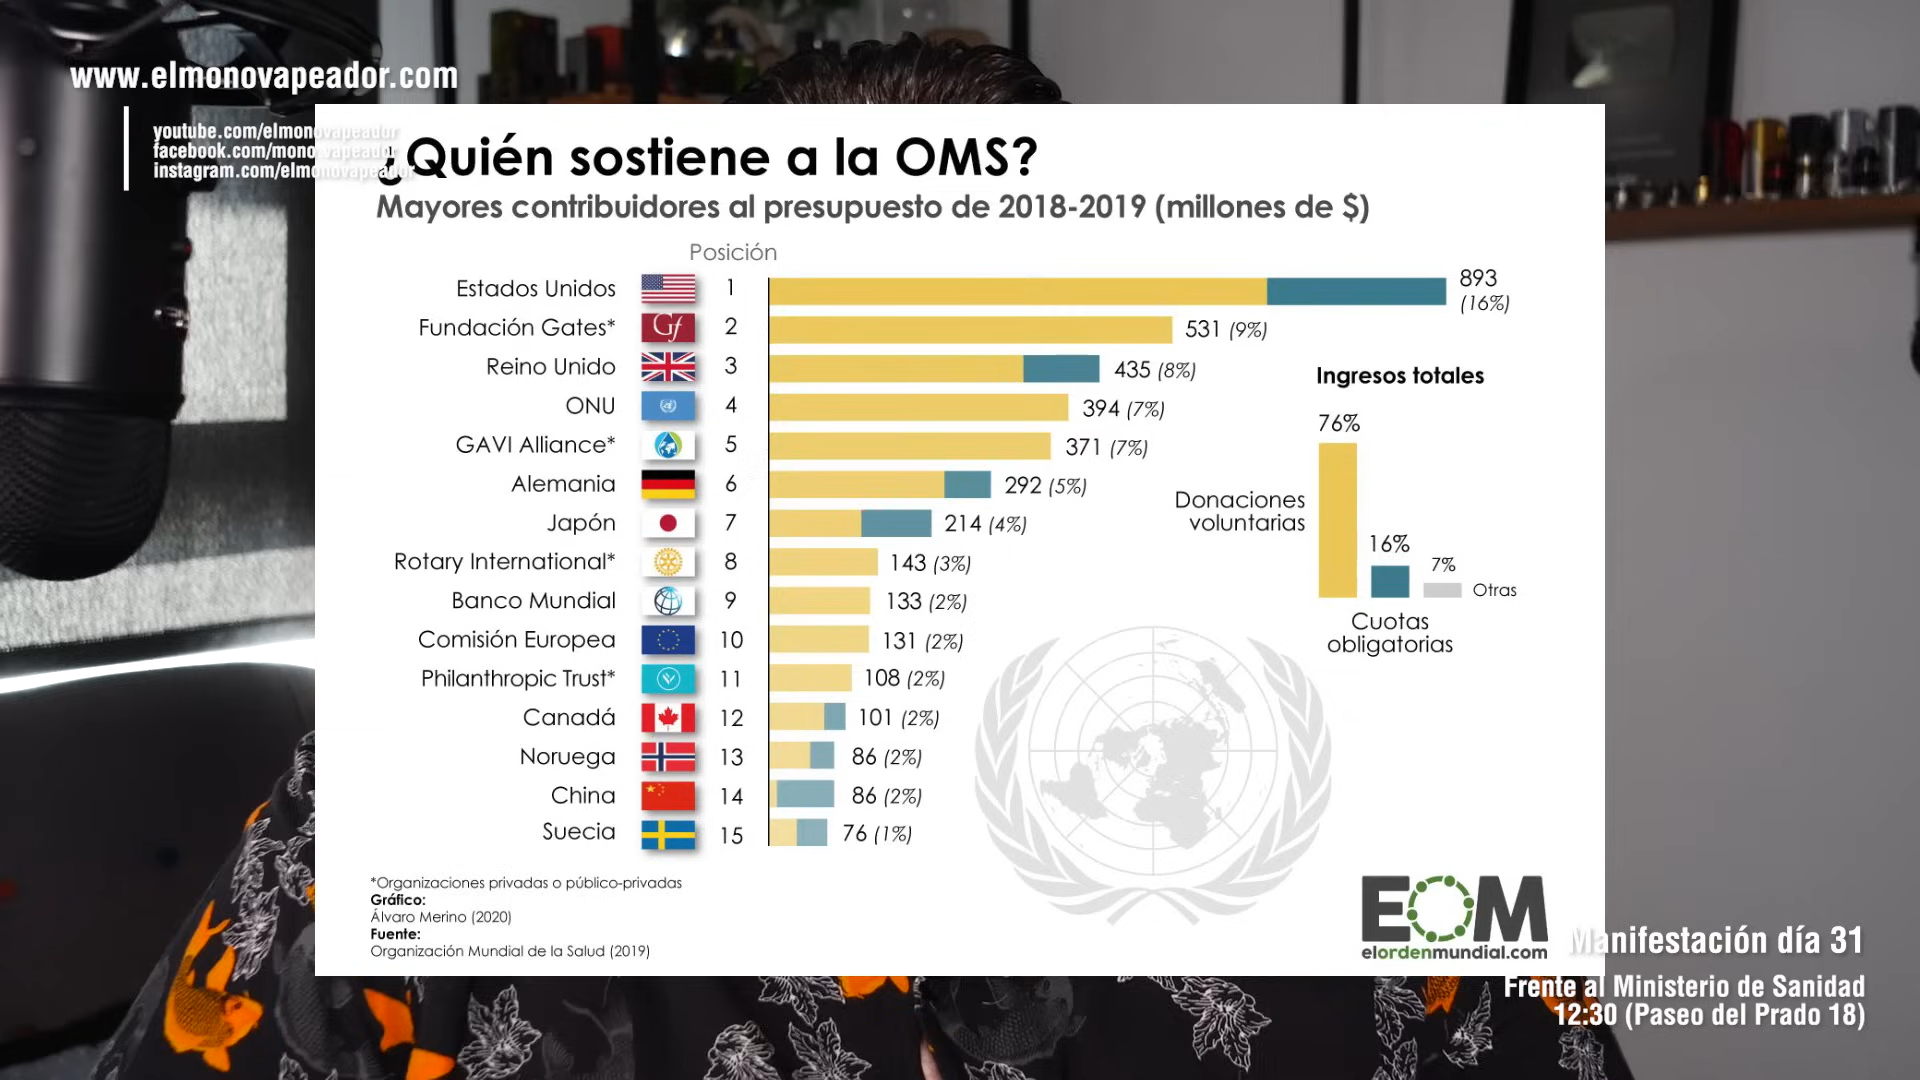 www.elmonovapeador.com
youtube.com/elmonovapeador
facebook.com/monovapeador
instagram.com/elmonovapeador
¿Quién sostiene a la OMS?
Mayores contribuidores al presupuesto de 2018-2019 (millones de $)
Posición
Estados Unidos 1 893 (16%)
Fundación Gates* Gf 2 531 (9%)
Reino Unido 3 435 (8%)
ONU 4 394 (7%)
GAVI Alliance* 5 371 (7%)
Alemania 6 292 (5%)
Japón 7 214 (4%)
Rotary International* 8 143 (3%)
Banco Mundial 9 133 (2%)
Comisión Europea 10 131 (2%)
Philanthropic Trust* 11 108 (2%)
Canadá 12 101 (2%)
Noruega 13 86 (2%)
China 14 86 (2%)
Suecia 15 76 (1%)
Ingresos totales
76%
Donaciones
voluntarias
16%
7%
Otras
Cuotas
obligatorias
*Organizaciones privadas o público-privadas
Gráfico:
Álvaro Merino (2020)
Fuente:
Organización Mundial de la Salud (2019)
EOM
elordenmundial.com
Manifestación día 31
Frente al Ministerio de Sanidad
12:30 (Paseo del Prado 18)